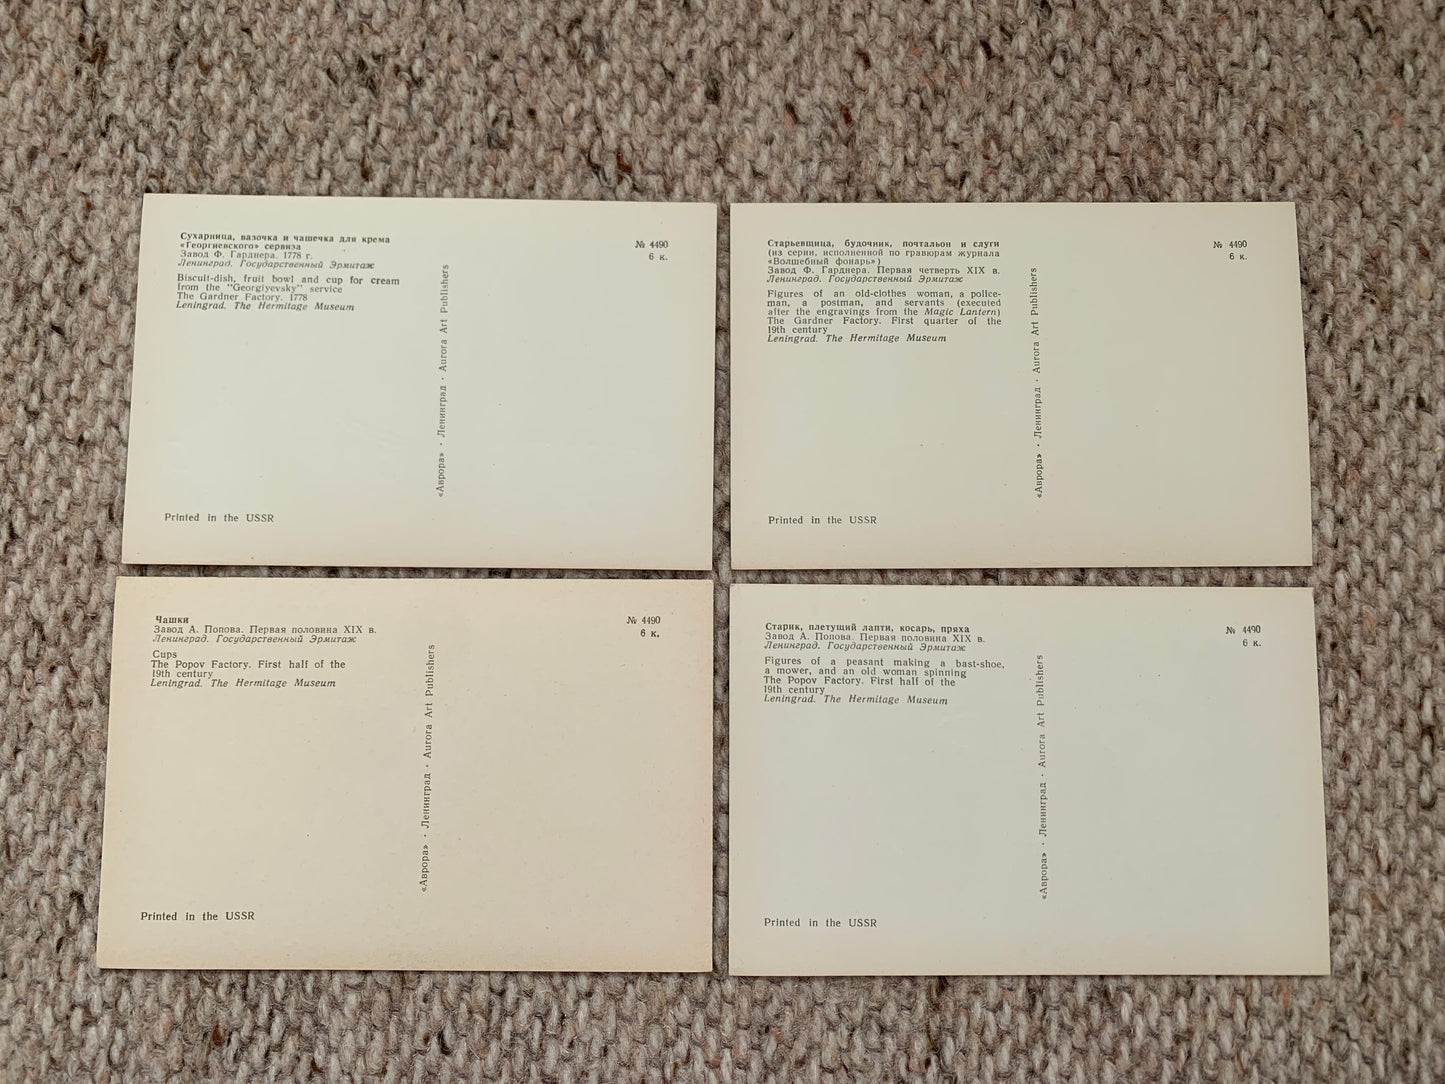 Сухарница, вазочка и чашечка для крема
«Георгиевского» сервиза
Завод Ф. Гарднера. 1778 г.
Ленинград. Государственный Эрмитаж
Biscuit-dish, fruit bowl and cup for cream
from the "Georgiyevsky" service
The Gardner Factory. 1778
Leningrad. The Hermitage Museum
№ 4490
6 к.
«Аврора» · Ленинград · Aurora Art Publishers
Printed in the USSR
Старьевщица, будочник, почтальон и слуги
(из серии, исполненной по гравюрам журнала
«Волшебный фонарь»)
Завод Ф. Гарднера. Первая четверть XIX в.
Ленинград. Государственный Эрмитаж
Figures of an old-clothes woman, a police-
man, a postman, and servants (executed
after the engravings from the Magic Lantern)
The Gardner Factory. First quarter of the
19th century
Leningrad. The Hermitage Museum
№ 4490
6 к.
«Аврора» · Ленинград · Aurora Art Publishers
Printed in the USSR
Чашки
Завод А. Попова. Первая половина XIX в.
Ленинград. Государственный Эрмитаж
Cups
The Popov Factory. First half of the
19th century
Leningrad. The Hermitage Museum
№ 4490
6 к.
«Аврора» · Ленинград · Aurora Art Publishers
Printed in the USSR
Старик, плетущий лапти, косарь, пряха
Завод А. Попова. Первая половина XIX в.
Ленинград. Государственный Эрмитаж
Figures of a peasant making a bast-shoe,
a mower, and an old woman spinning
The Popov Factory. First half of the
19th century
Leningrad. The Hermitage Museum
№ 4490
6 к.
«Аврора» · Ленинград · Aurora Art Publishers
Printed in the USSR